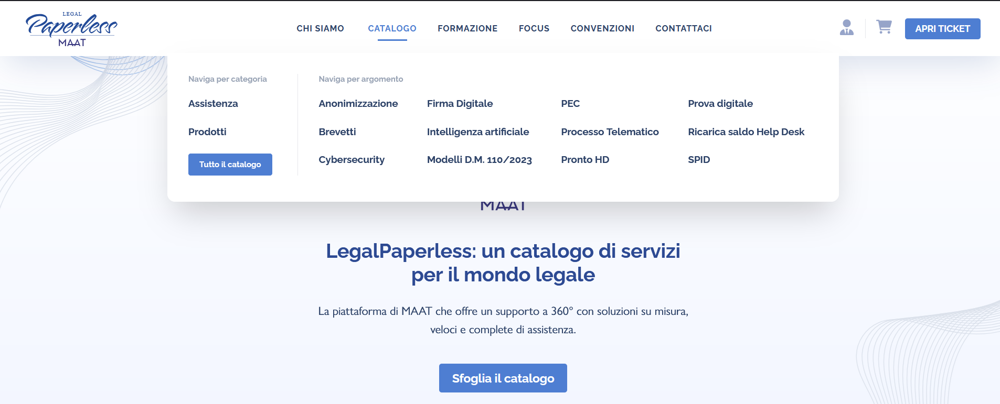 LEGAL
Paperless
MAAT
CHI SIAMO
CATALOGO
FORMAZIONE
FOCUS
CONVENZIONI
CONTATTACI
APRI TICKET
Naviga per categoria
Assistenza
Prodotti
Tutto il catalogo
Naviga per argomento
Anonimizzazione
Firma Digitale
PEC
Prova digitale
Brevetti
Intelligenza artificiale
Processo Telematico
Ricarica saldo Help Desk
Cybersecurity
Modelli D.M. 110/2023
Pronto HD
SPID
MAAT
LegalPaperless: un catalogo di servizi
per il mondo legale
La piattaforma di MAAT che offre un supporto a 360° con soluzioni su misura,
veloci e complete di assistenza.
Sfoglia il catalogo